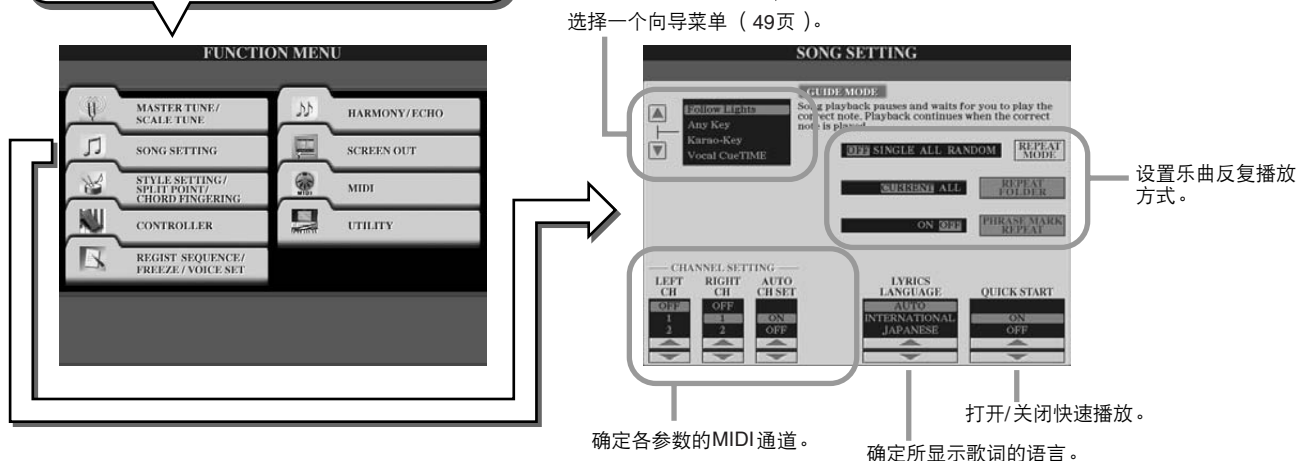 选择一个向导菜单（49页）。
FUNCTION MENU
MASTER TUNE/
SCALE TUNE
SONG SETTING
STYLE SETTING/
SPLIT POINT/
CHORD FINGERING
CONTROLLER
REGIST SEQUENCE/
FREEZE / VOICE SET
HARMONY/ECHO
SCREEN OUT
MIDI
MIDI
UTILITY
SONG SETTING
GUIDE MODE
Song playback pauses and waits for you to play the
correct note. Playback continues when the correct
note is played.
Follow Lights
Any Key
Karao-Key
Vocal CueTIME
OFF SINGLE ALL RANDOM
REPEAT
MODE
CURRENT ALL
REPEAT
FOLDER
ON OFF
PHRASE MARK
REPEAT
设置乐曲反复播放
方式。
CHANNEL SETTING
LEFT
CH
OFF
1
2
RIGHT
CH
OFF
1
2
AUTO
CH SET
ON
OFF
LYRICS
LANGUAGE
AUTO
INTERNATIONAL
JAPANESE
QUICK START
ON
OFF
打开/关闭快速播放。
确定各参数的MIDI通道。
确定所显示歌词的语言。